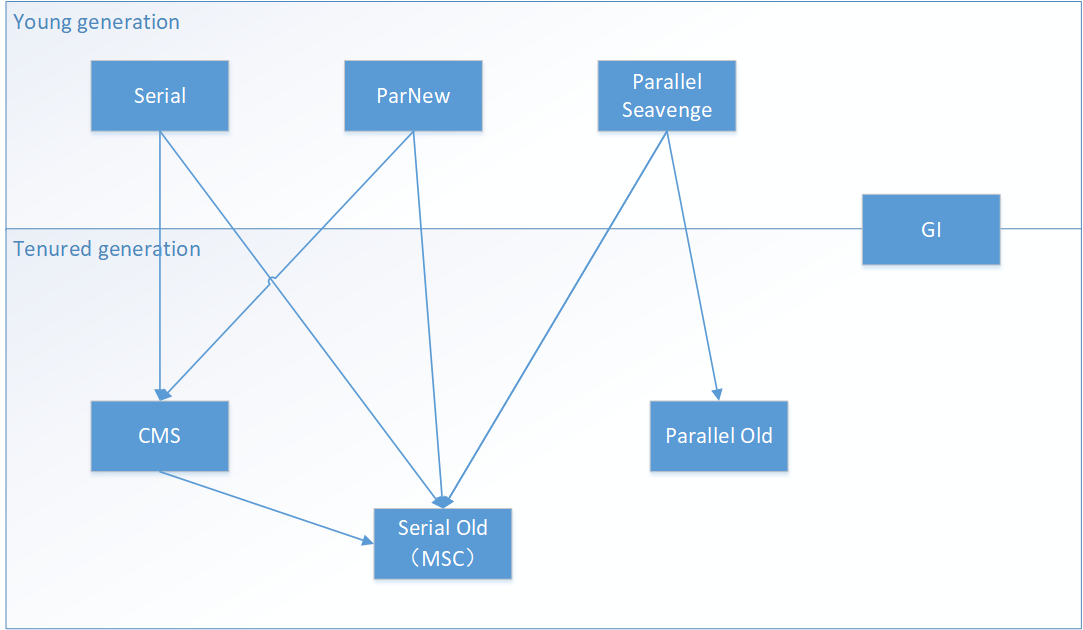 Young generation
Serial
ParNew
Parallel
Seavenge
GI
Tenured generation
CMS
Parallel Old
Serial Old
（MSC）